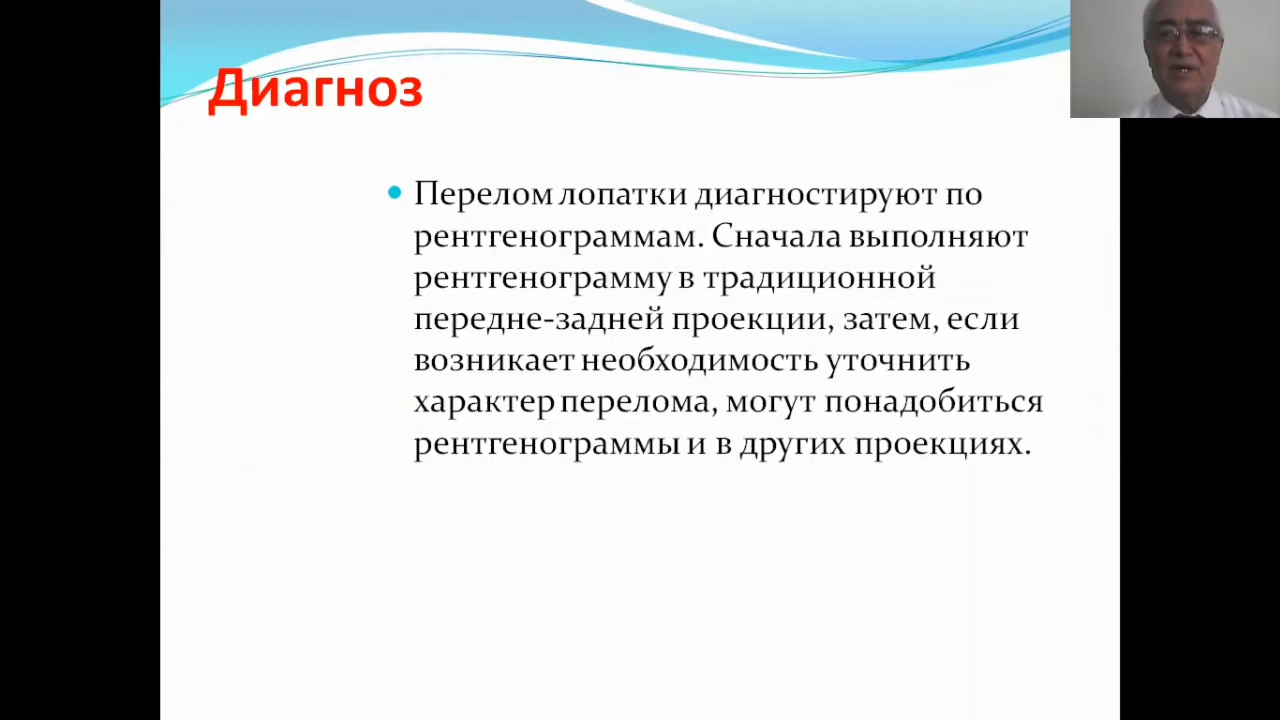 Диагноз
Перелом лопатки диагностируют по
рентгенограммам. Сначала выполняют
рентгенограмму в традиционной
передне-задней проекции, затем, если
возникает необходимость уточнить
характер перелома, могут понадобиться
рентгенограммы и в других проекциях.